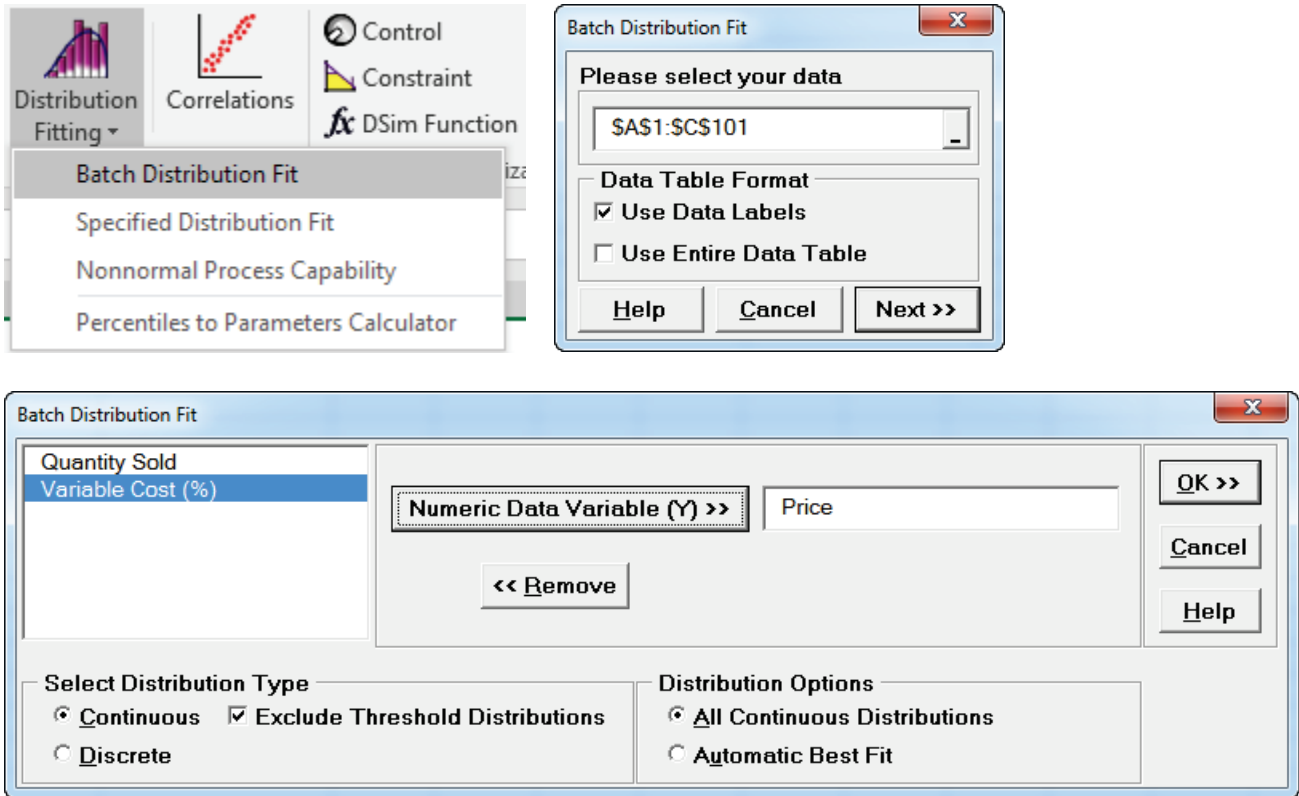 Distribution
Fitting
Correlations
Control
Constraint
fx DSim Function
iza
Batch Distribution Fit
Specified Distribution Fit
Nonnormal Process Capability
Percentiles to Parameters Calculator
Batch Distribution Fit
x
Please select your data
$A$1:$C$101
_
Data Table Format
Use Data Labels
Use Entire Data Table
Help Cancel Next >>
Batch Distribution Fit
x
Quantity Sold
Variable Cost (%)
Numeric Data Variable (Y) >> Price
<< Remove
OK >>
Cancel
Help
Select Distribution Type
Continuous Exclude Threshold Distributions
Discrete
Distribution Options
All Continuous Distributions
Automatic Best Fit